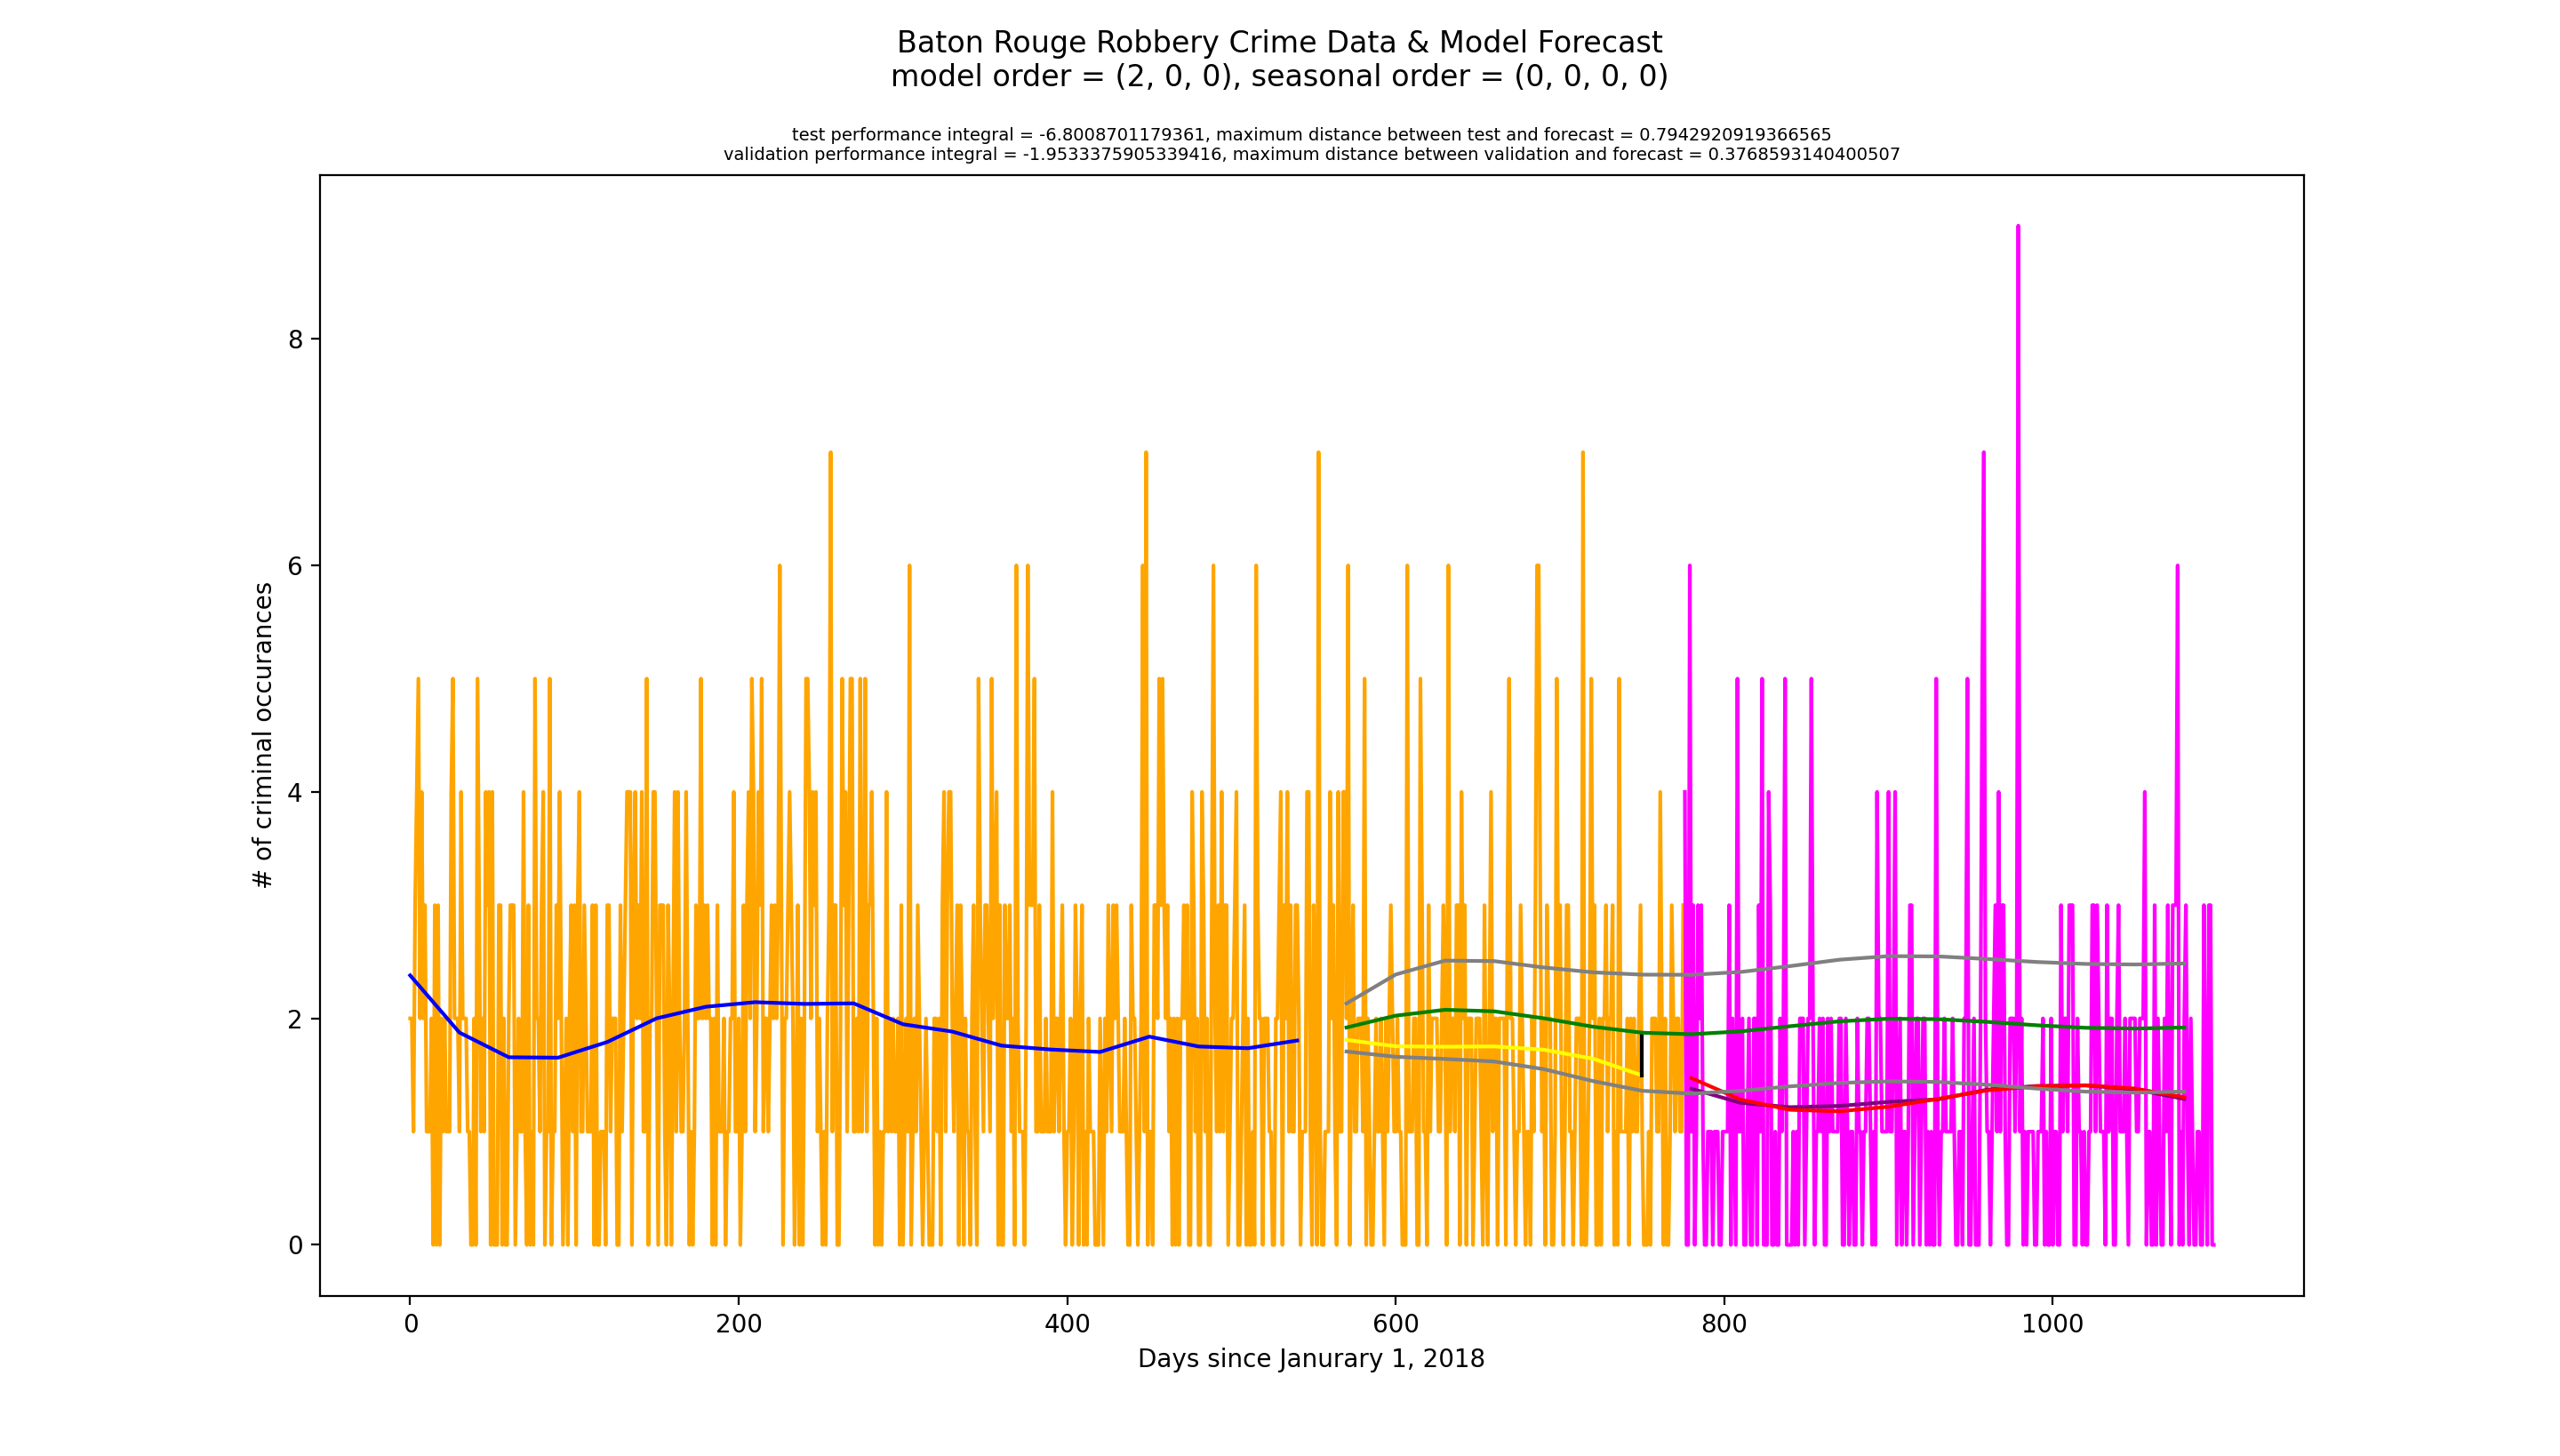 Baton Rouge Robbery Crime Data & Model Forecast
model order = (2, 0, 0), seasonal order = (0, 0, 0, 0)
test performance integral = -6.8008701179361, maximum distance between test and forecast = 0.7942920919366565
validation performance integral = -1.9533375905339416, maximum distance between validation and forecast = 0.3768593140400507
8
6
4
2
0
# of criminal occurances
0 200 400 600 800 1000
Days since Janurary 1, 2018